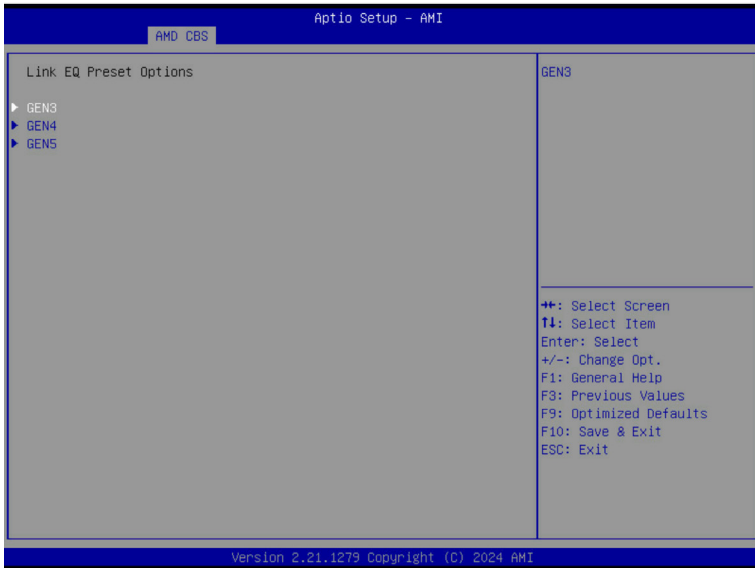 Aptio Setup – AMI
AMD CBS
Link EQ Preset Options
GEN3
GEN4
GEN5
GEN3
→←: Select Screen
↑↓: Select Item
Enter: Select
+/-: Change Opt.
F1: General Help
F3: Previous Values
F9: Optimized Defaults
F10: Save & Exit
ESC: Exit
Version 2.21.1279 Copyright (C) 2024 AMI